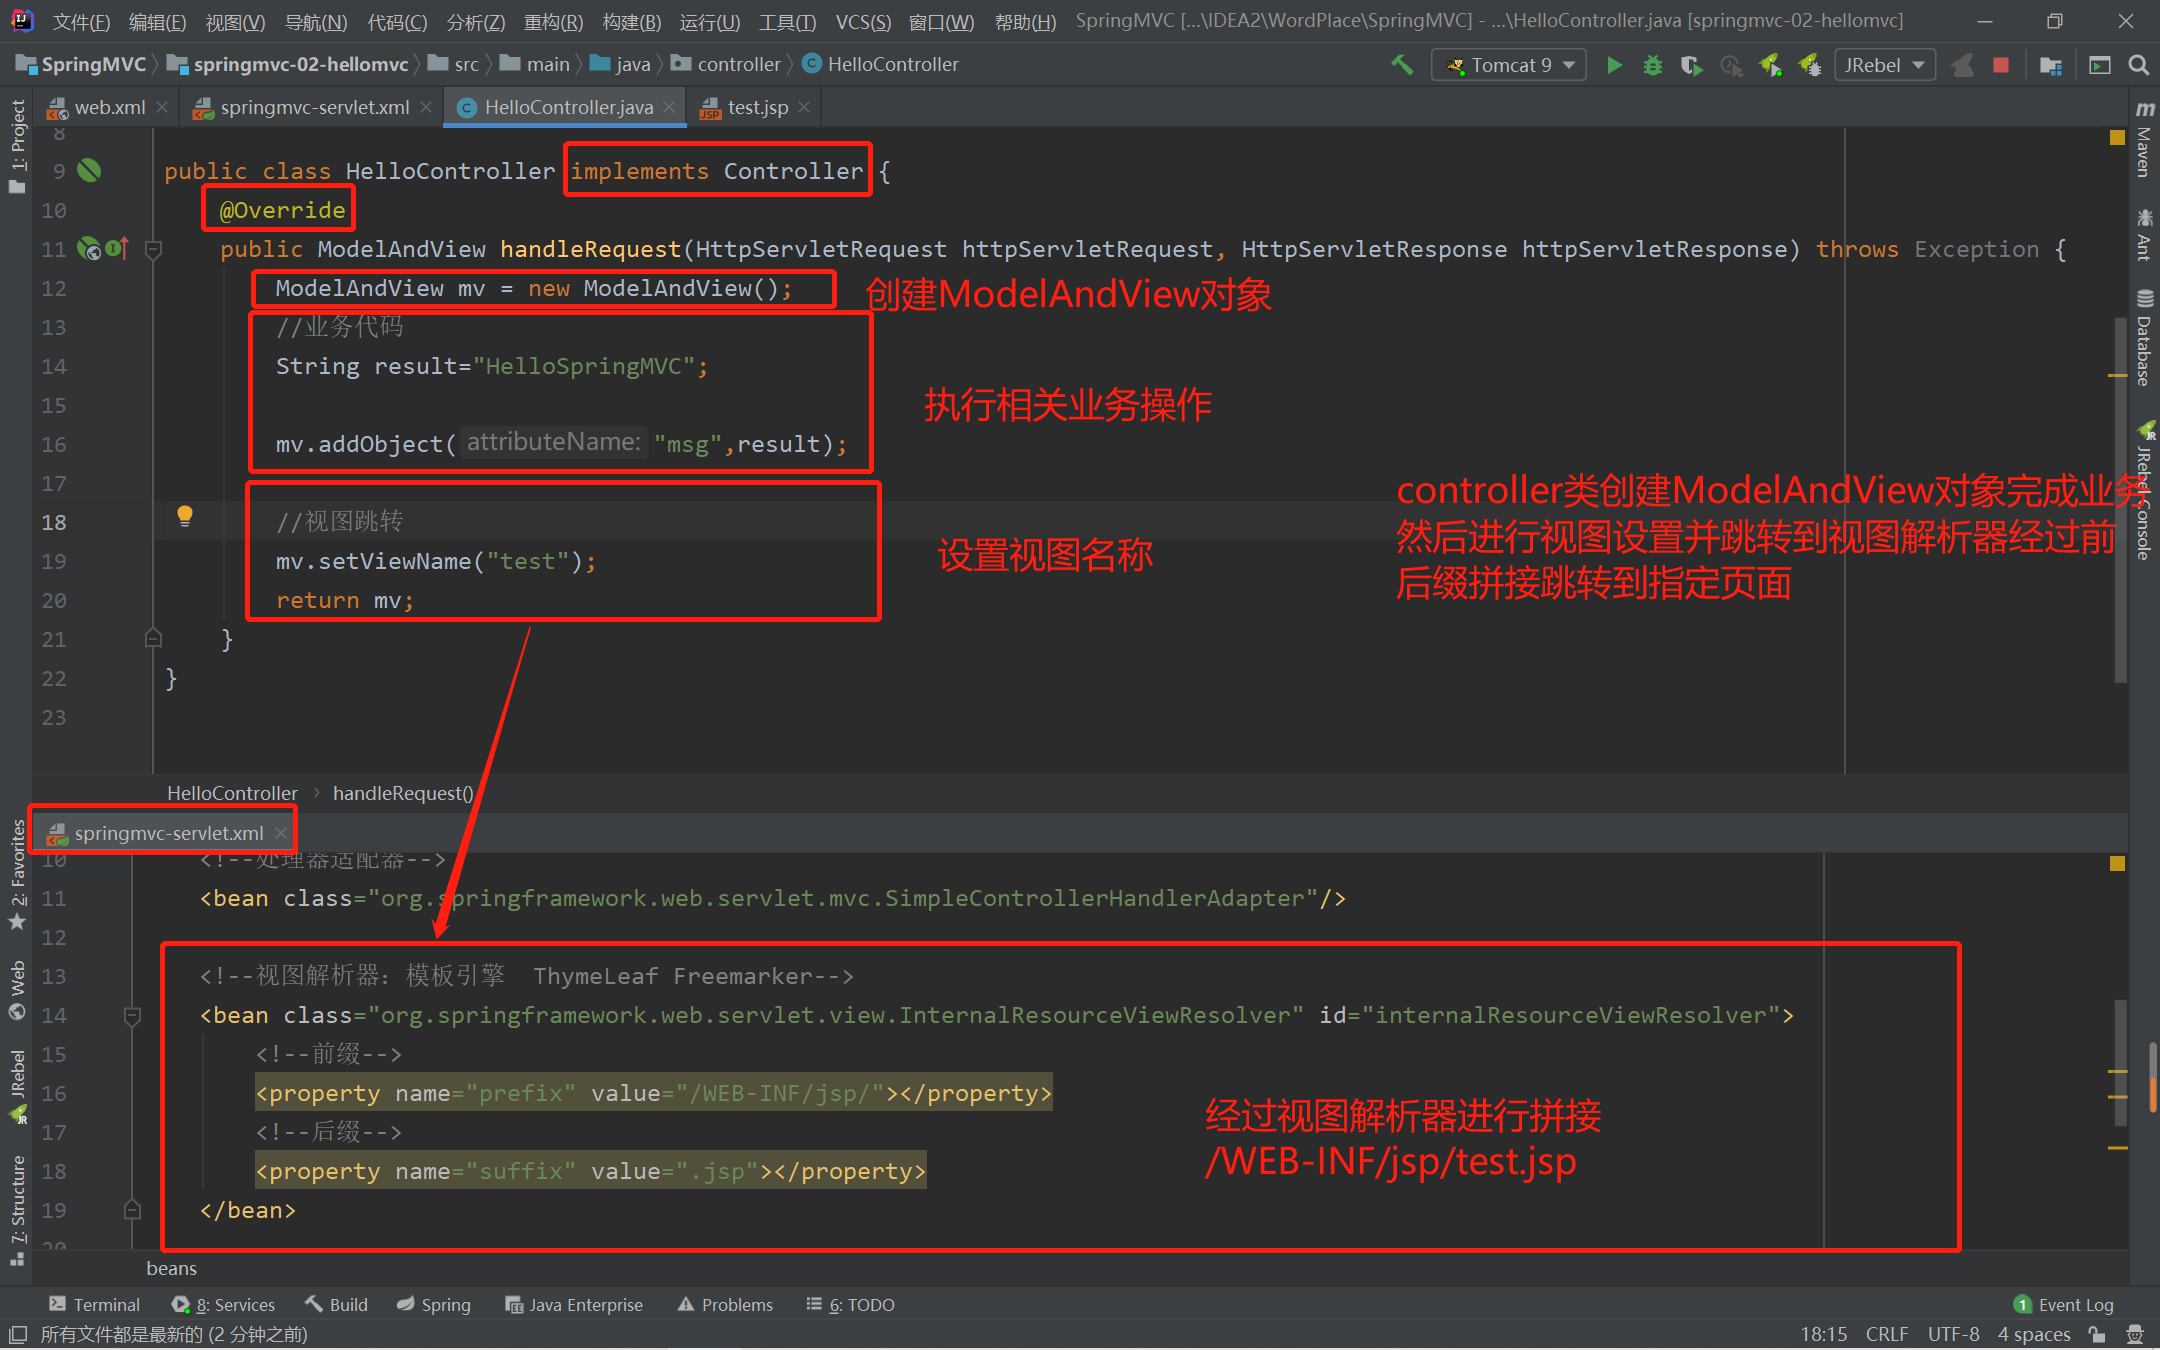 文件(F) 编辑(E) 视图(V) 导航(N) 代码(C) 分析(Z) 重构(R) 构建(B) 运行(U) 工具(T) VCS(S) 窗口(W) 帮助(H) SpringMVC [...\IDEA2\WordPlace\SpringMVC] - ...\HelloController.java [springmvc-02-hellomvc]
SpringMVC springmvc-02-hellomvc src main java controller HelloController Tomcat 9 JRebel
web.xml springmvc-servlet.xml HelloController.java test.jsp
8
9 public class HelloController implements Controller {
10 @Override
11 public ModelAndView handleRequest(HttpServletRequest httpServletRequest, HttpServletResponse httpServletResponse) throws Exception {
12 ModelAndView mv = new ModelAndView();
创建ModelAndView对象
13 //业务代码
14 String result="HelloSpringMVC";
15
执行相关业务操作
16 mv.addObject( attributeName: "msg",result);
17
controller类创建ModelAndView对象完成业务
然后进行视图设置并跳转到视图解析器经过前
后缀拼接跳转到指定页面
18 //视图跳转
19 mv.setViewName("test");
设置视图名称
20 return mv;
21 }
22 }
23
HelloController handleRequest()
springmvc-servlet.xml
10 <!--处理器适配器-->
11 <bean class="org.springframework.web.servlet.mvc.SimpleControllerHandlerAdapter"/>
12
13 <!--视图解析器：模板引擎 ThymeLeaf Freemarker-->
14 <bean class="org.springframework.web.servlet.view.InternalResourceViewResolver" id="internalResourceViewResolver">
15 <!--前缀-->
16 <property name="prefix" value="/WEB-INF/jsp/"></property>
17 <!--后缀-->
18 <property name="suffix" value=".jsp"></property>
19 </bean>
20
经过视图解析器进行拼接
/WEB-INF/jsp/test.jsp
beans
1: Project
2: Favorites
Web
JRebel
7: Structure
Maven
Ant
Database
JRebel Console
Terminal 8: Services Build Spring Java Enterprise Problems 6: TODO 1 Event Log
所有文件都是最新的 (2 分钟之前) 18:15 CRLF UTF-8 4 spaces